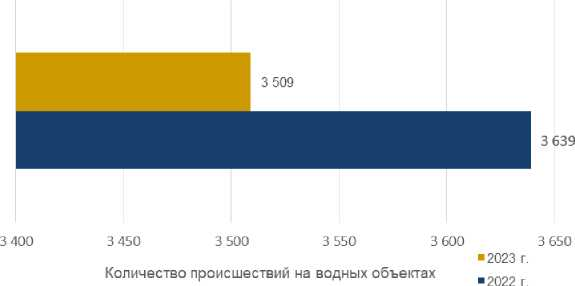 3 509
3 639
3 400 3 450 3 500 3 550 3 600 3 650
Количество происшествий на водных объектах
2023 г.
2022 г.